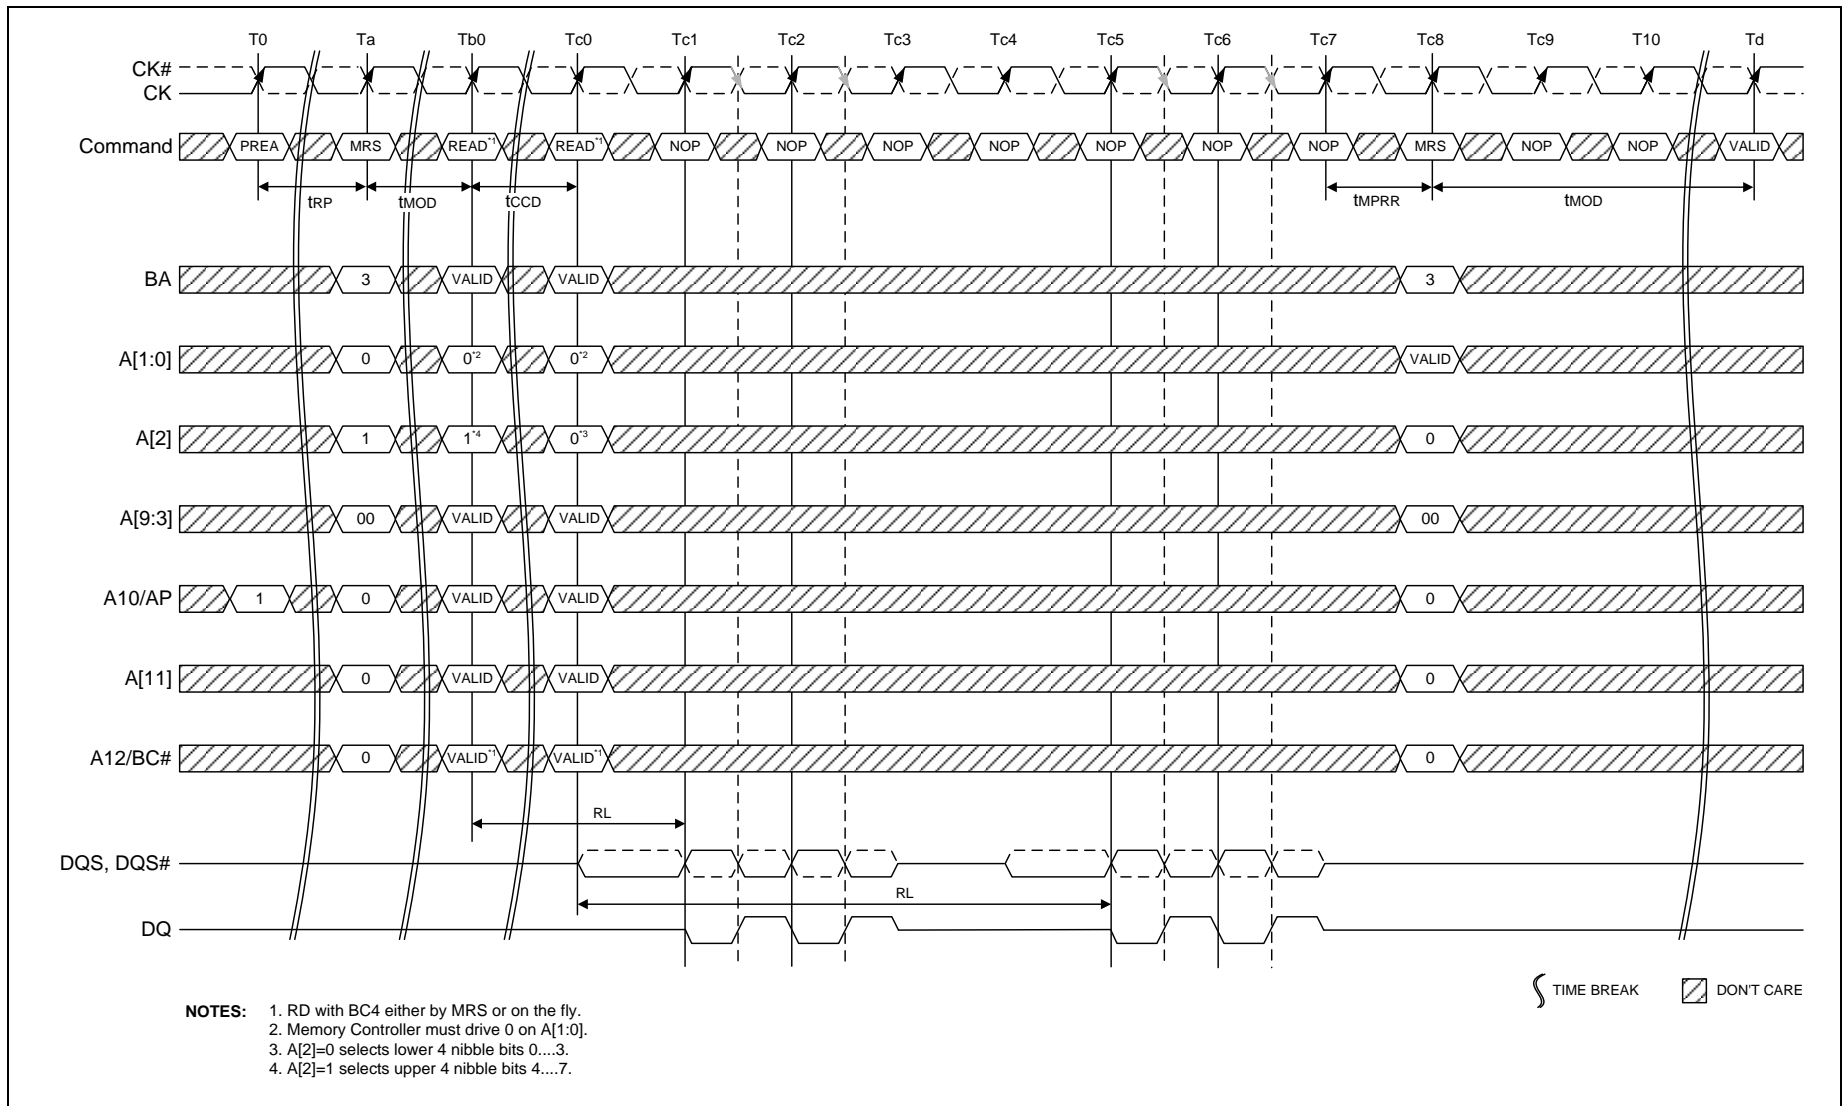 T0 Ta Tb0 Tc0 Tc1 Tc2 Tc3 Tc4 Tc5 Tc6 Tc7 Tc8 Tc9 T10 Td
CK#
CK
Command PREA MRS READ*1 READ*1 NOP NOP NOP NOP NOP NOP NOP MRS NOP NOP VALID
tRP tMOD tCCD tMPRR tMOD
BA 3 VALID VALID 3
A[1:0] 0 0*2 0*2 VALID
A[2] 1 1*4 0*3 0
A[9:3] 00 VALID VALID 00
A10/AP 1 0 VALID VALID 0
A[11] 0 VALID VALID 0
A12/BC# 0 VALID*1 VALID*1 0
RL
DQS, DQS#
RL
DQ
TIME BREAK DON'T CARE
NOTES: 1. RD with BC4 either by MRS or on the fly.
2. Memory Controller must drive 0 on A[1:0].
3. A[2]=0 selects lower 4 nibble bits 0....3.
4. A[2]=1 selects upper 4 nibble bits 4....7.